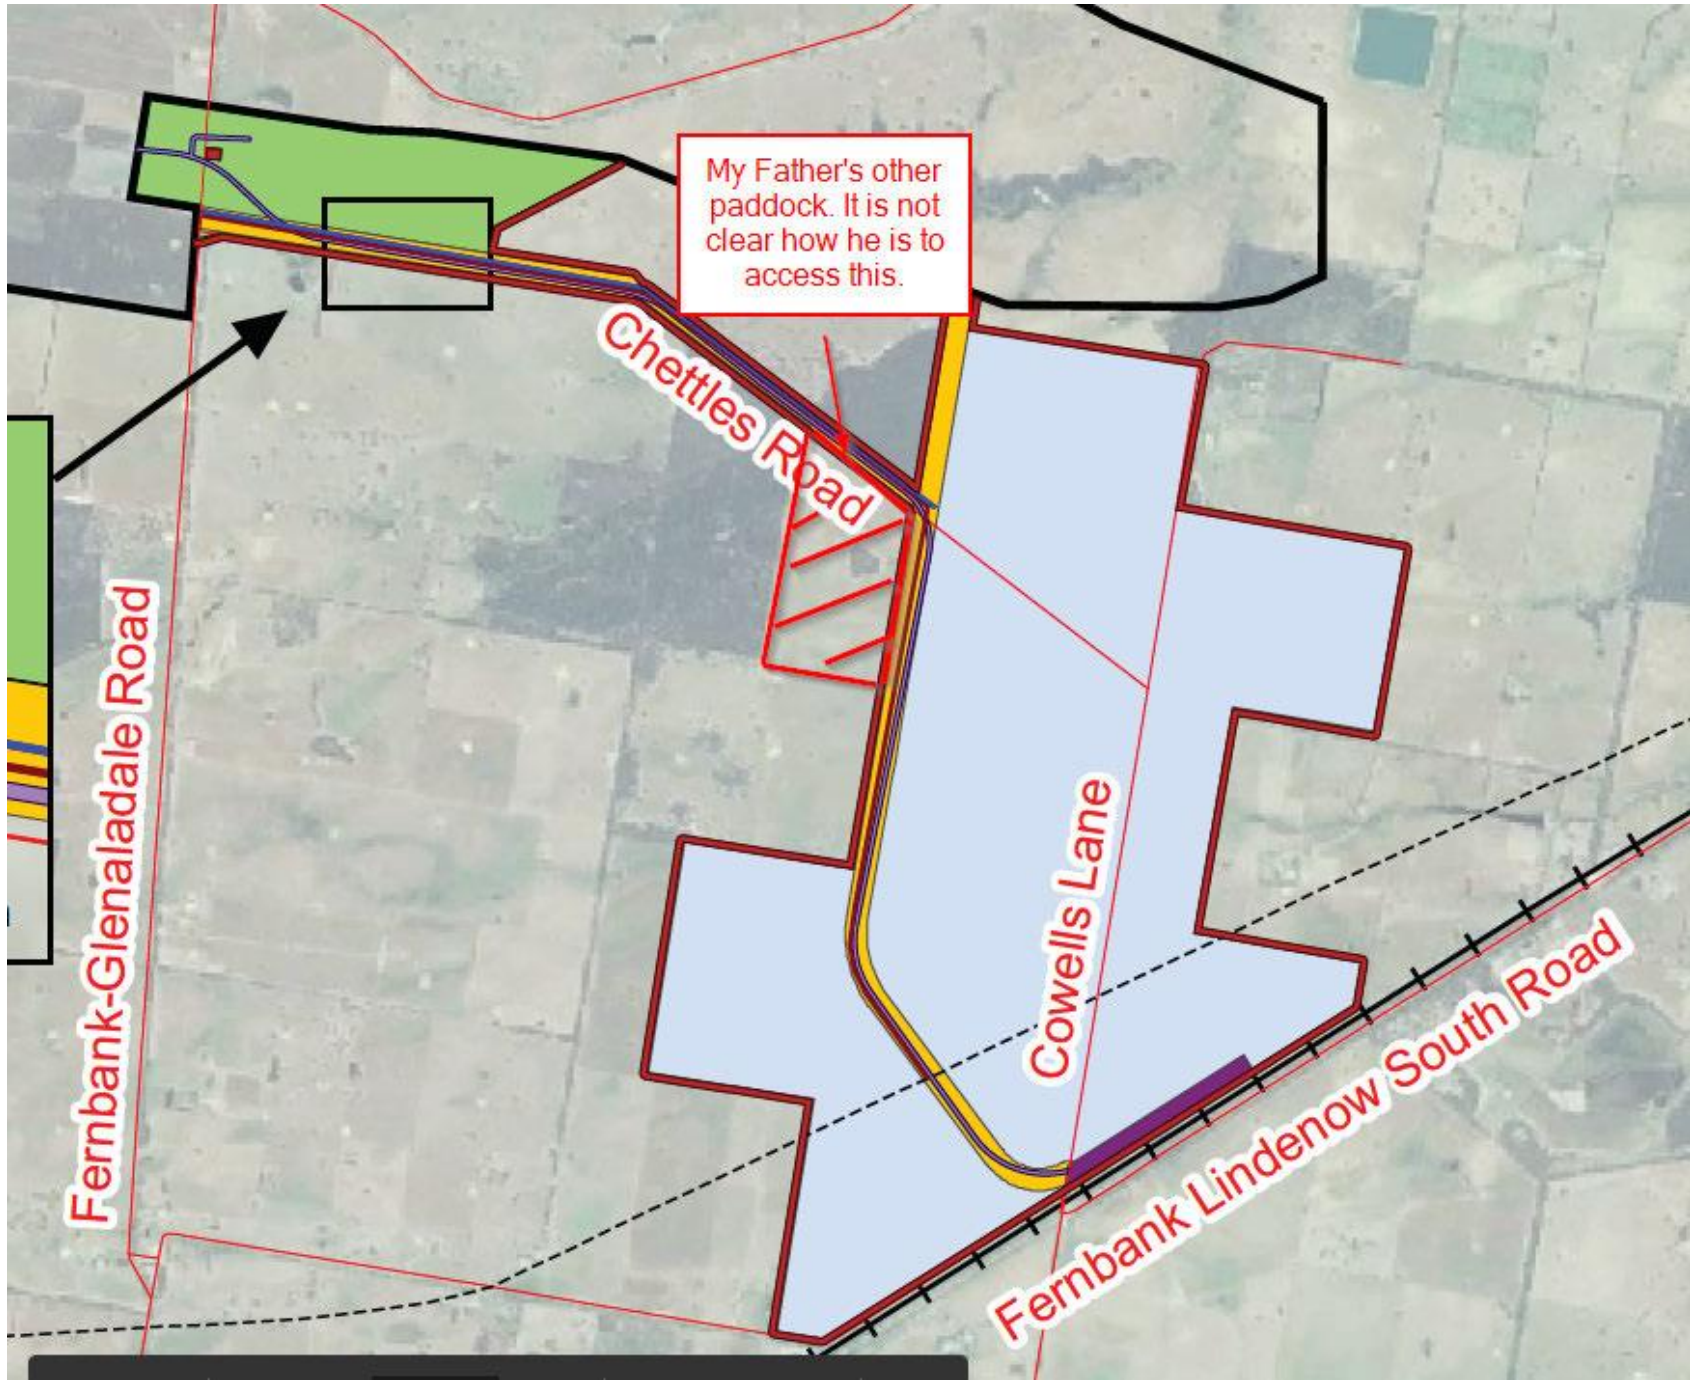 My Father's other
paddock. It is not
clear how he is to
access this.
Chettles Road
Fernbank-Glenaladale Road
Cowells Lane
Fernbank Lindenow South Road